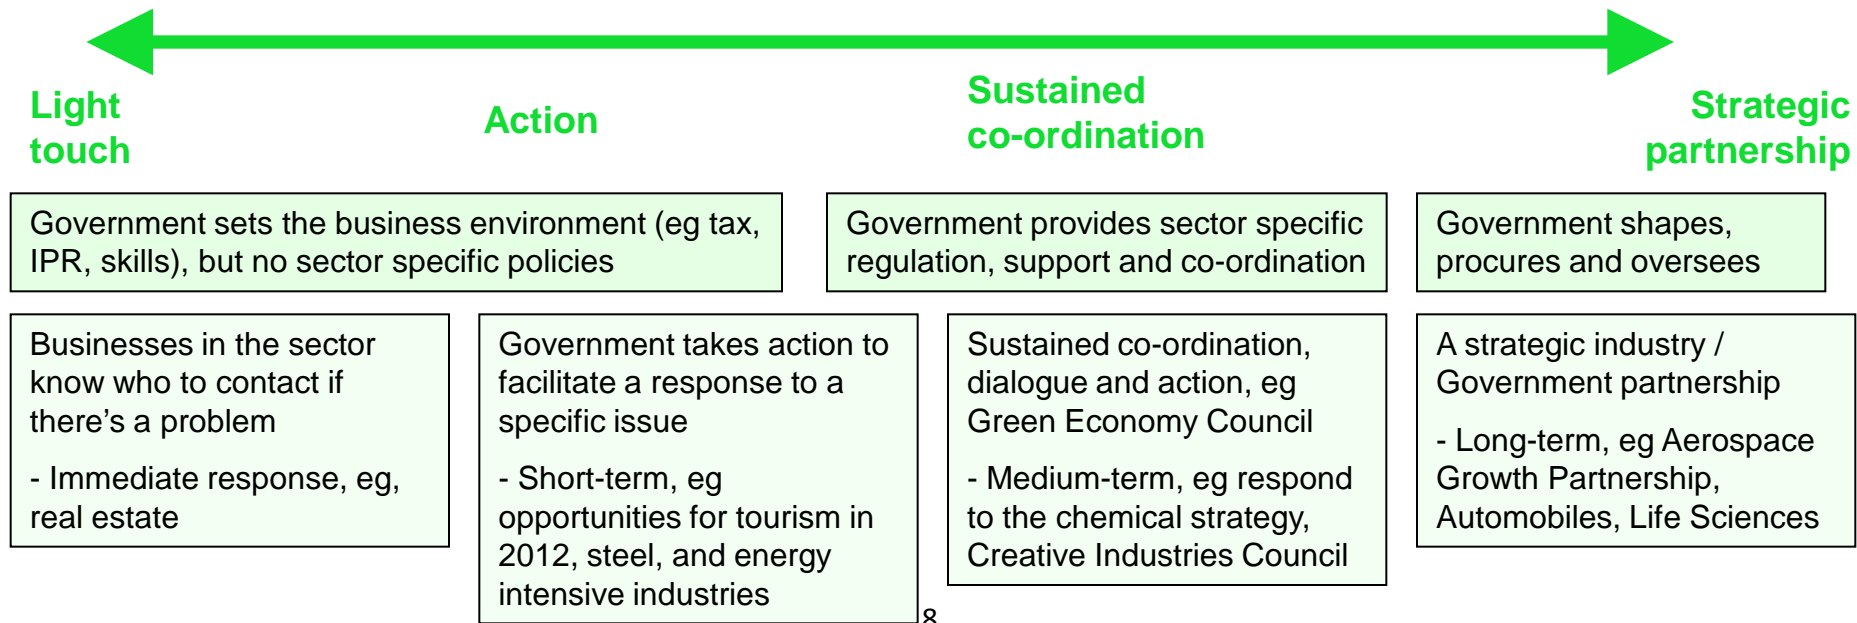 Light
touch
Action
Sustained
co-ordination
Strategic
partnership
Government sets the business environment (eg tax,
IPR, skills), but no sector specific policies
Government provides sector specific
regulation, support and co-ordination
Government shapes,
procures and oversees
Businesses in the sector
know who to contact if
there's a problem
- Immediate response, eg,
real estate
Government takes action to
facilitate a response to a
specific issue
- Short-term, eg
opportunities for tourism in
2012, steel, and energy
intensive industries
Sustained co-ordination,
dialogue and action, eg
Green Economy Council
- Medium-term, eg respond
to the chemical strategy,
Creative Industries Council
A strategic industry /
Government partnership
- Long-term, eg Aerospace
Growth Partnership,
Automobiles, Life Sciences
8